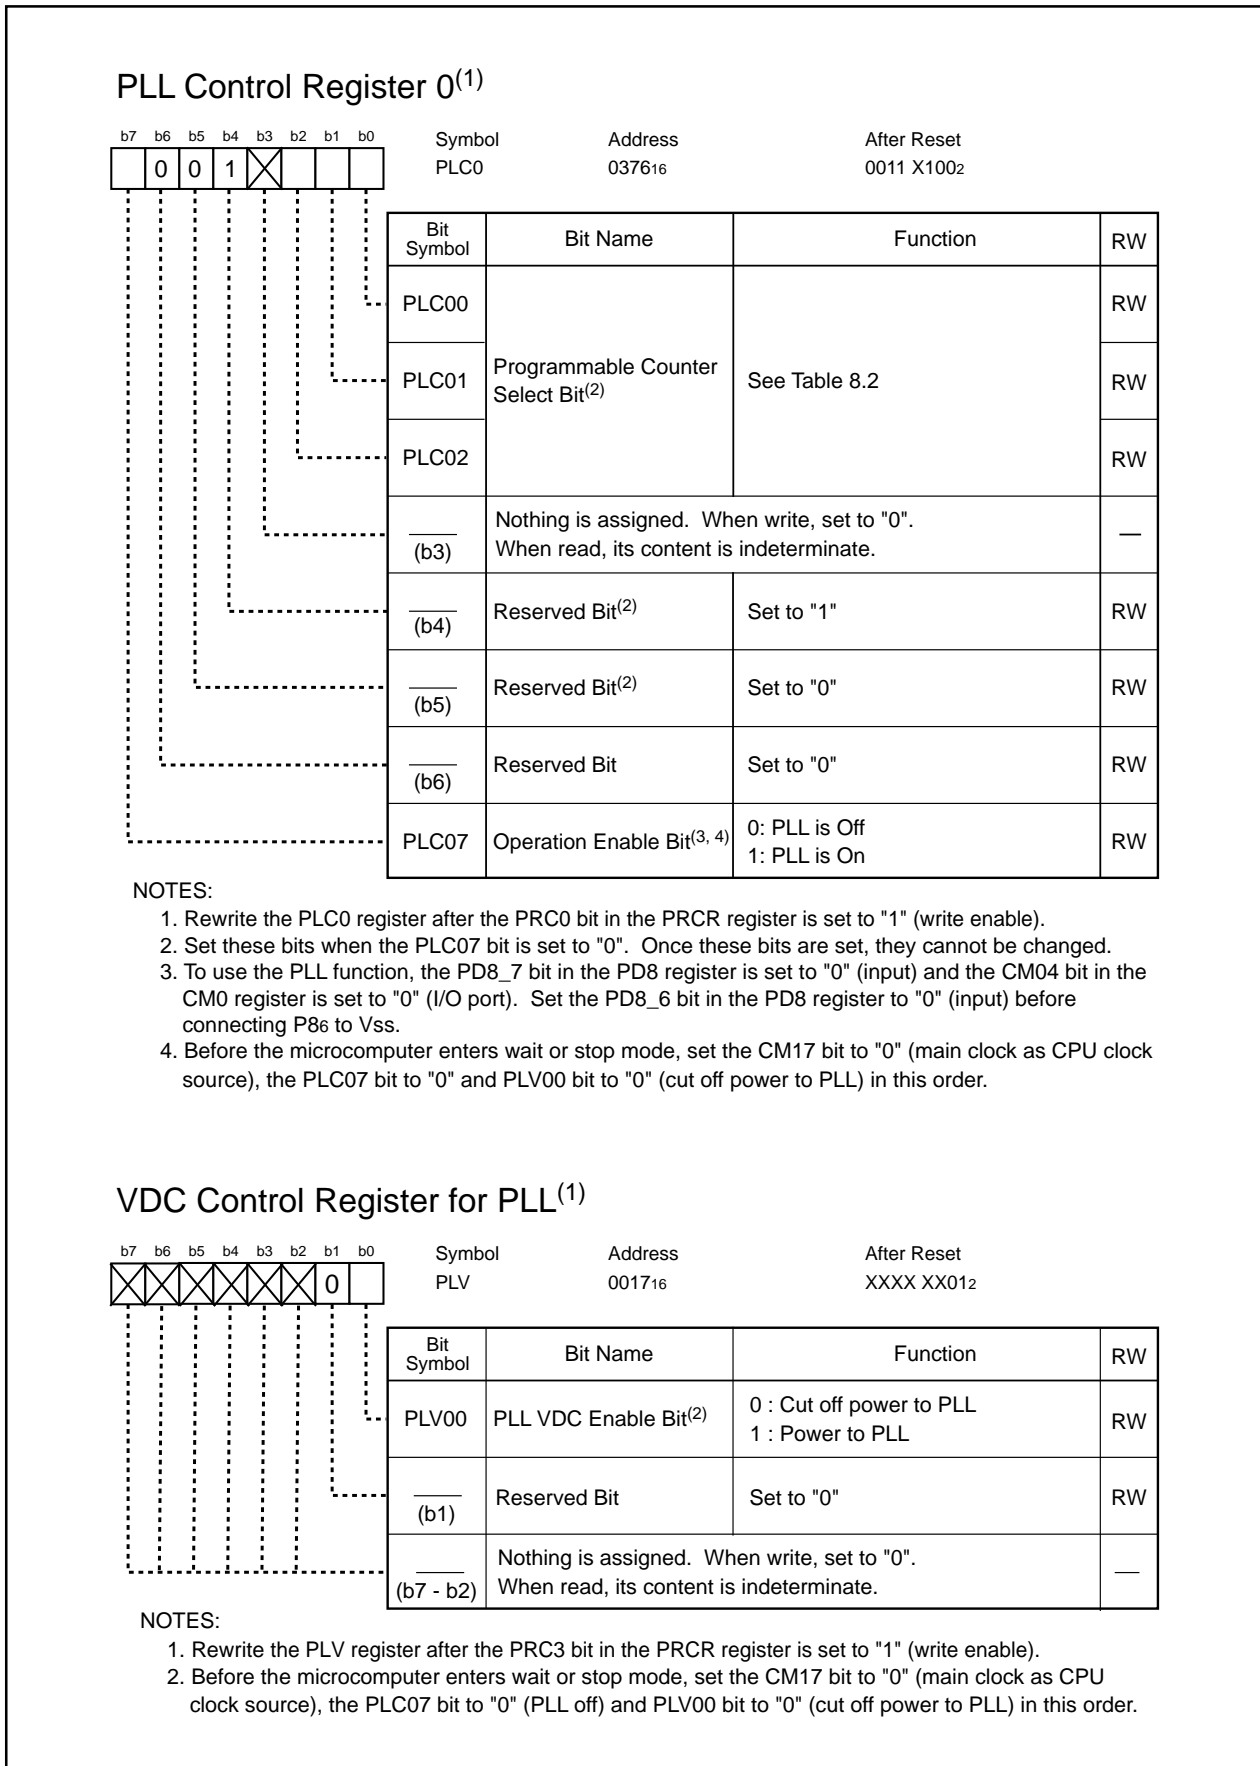 PLL Control Register 0(1)
b7 b6 b5 b4 b3 b2 b1 b0 Symbol Address After Reset
0 0 1 PLC0 037616 0011 X1002
Bit Symbol Bit Name Function RW
PLC00 RW
PLC01 Programmable Counter Select Bit(2) See Table 8.2 RW
PLC02 RW
(b3) Nothing is assigned. When write, set to "0".
When read, its content is indeterminate. —
(b4) Reserved Bit(2) Set to "1" RW
(b5) Reserved Bit(2) Set to "0" RW
(b6) Reserved Bit Set to "0" RW
PLC07 Operation Enable Bit(3, 4) 0: PLL is Off
1: PLL is On RW
NOTES:
1. Rewrite the PLC0 register after the PRC0 bit in the PRCR register is set to "1" (write enable).
2. Set these bits when the PLC07 bit is set to "0". Once these bits are set, they cannot be changed.
3. To use the PLL function, the PD8_7 bit in the PD8 register is set to "0" (input) and the CM04 bit in the
CM0 register is set to "0" (I/O port). Set the PD8_6 bit in the PD8 register to "0" (input) before
connecting P86 to Vss.
4. Before the microcomputer enters wait or stop mode, set the CM17 bit to "0" (main clock as CPU clock
source), the PLC07 bit to "0" and PLV00 bit to "0" (cut off power to PLL) in this order.
VDC Control Register for PLL(1)
b7 b6 b5 b4 b3 b2 b1 b0 Symbol Address After Reset
0 PLV 001716 XXXX XX012
Bit Symbol Bit Name Function RW
PLV00 PLL VDC Enable Bit(2) 0 : Cut off power to PLL
1 : Power to PLL RW
(b1) Reserved Bit Set to "0" RW
(b7 - b2) Nothing is assigned. When write, set to "0".
When read, its content is indeterminate. —
NOTES:
1. Rewrite the PLV register after the PRC3 bit in the PRCR register is set to "1" (write enable).
2. Before the microcomputer enters wait or stop mode, set the CM17 bit to "0" (main clock as CPU
clock source), the PLC07 bit to "0" (PLL off) and PLV00 bit to "0" (cut off power to PLL) in this order.